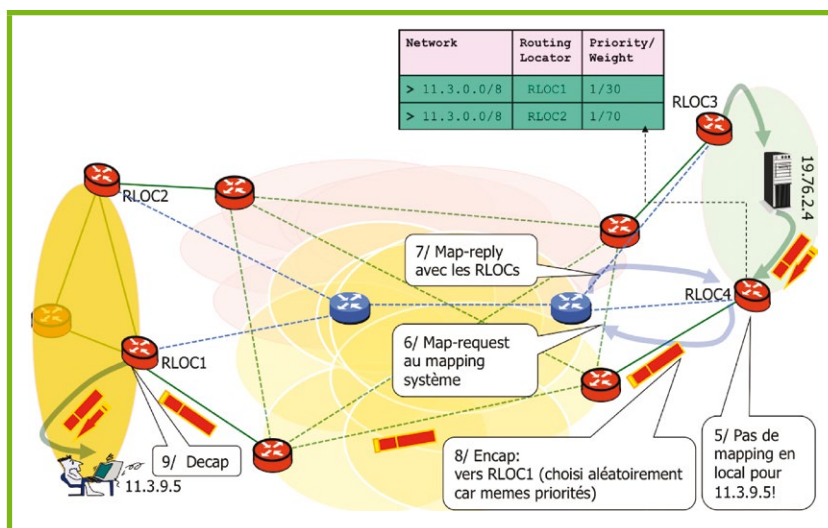 Network Routing Locator Priority/ Weight
> 11.3.0.0/8 RLOC1 1/30
> 11.3.0.0/8 RLOC2 1/70
RLOC3
19.76.2.4
RLOC2
7/ Map-reply
avec les RLOCs
RLOC4
6/ Map-request
au mapping
système
RLOC1
5/ Pas de
mapping en
local pour
11.3.9.5!
8/ Encap:
vers RLOC1 (choisi aléatoirement
car memes priorités)
9/ Decap
11.3.9.5